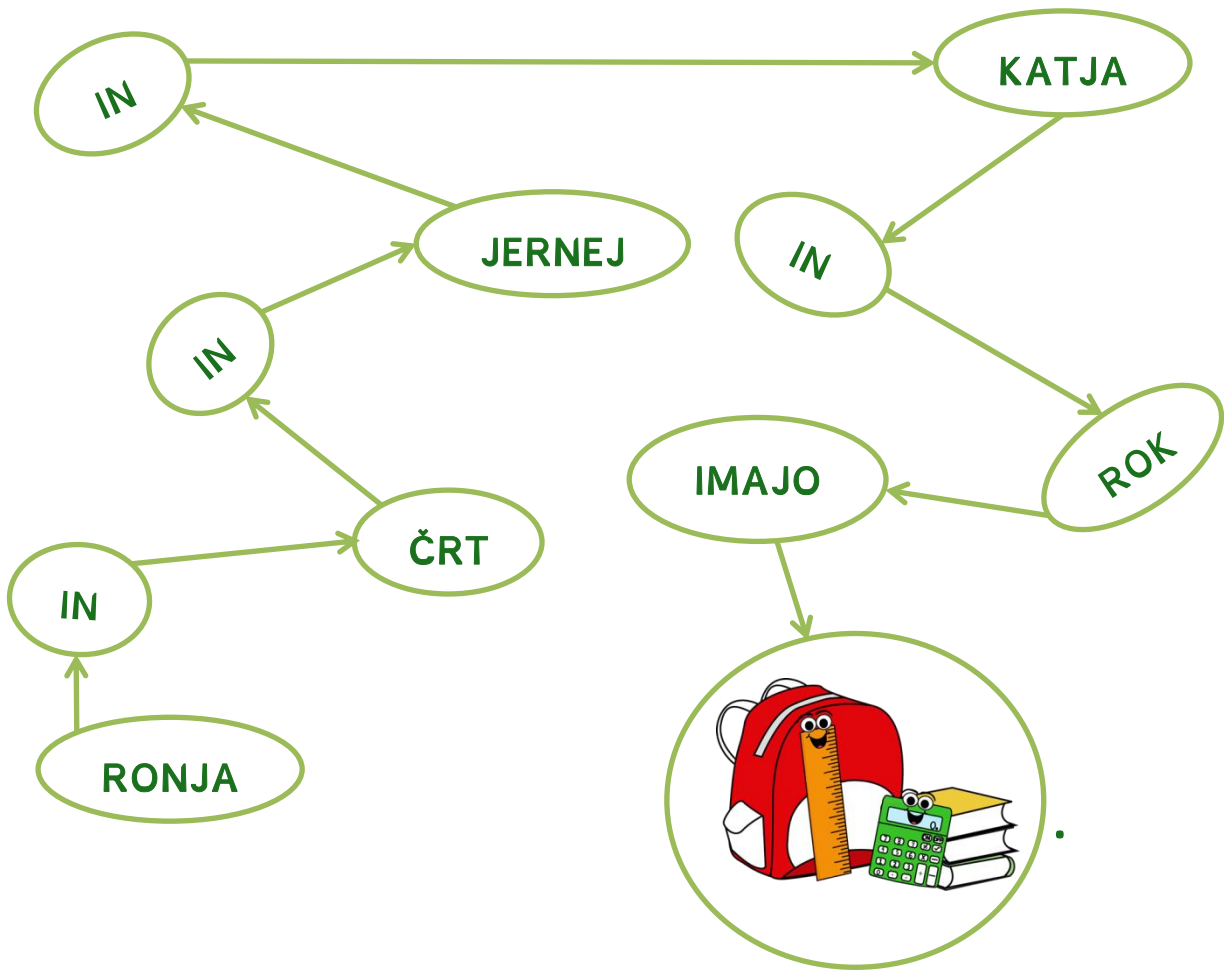 RONJA
IN
ČRT
IN
JERNEJ
IN
KATJA
IN
ROK
IMAJO
.